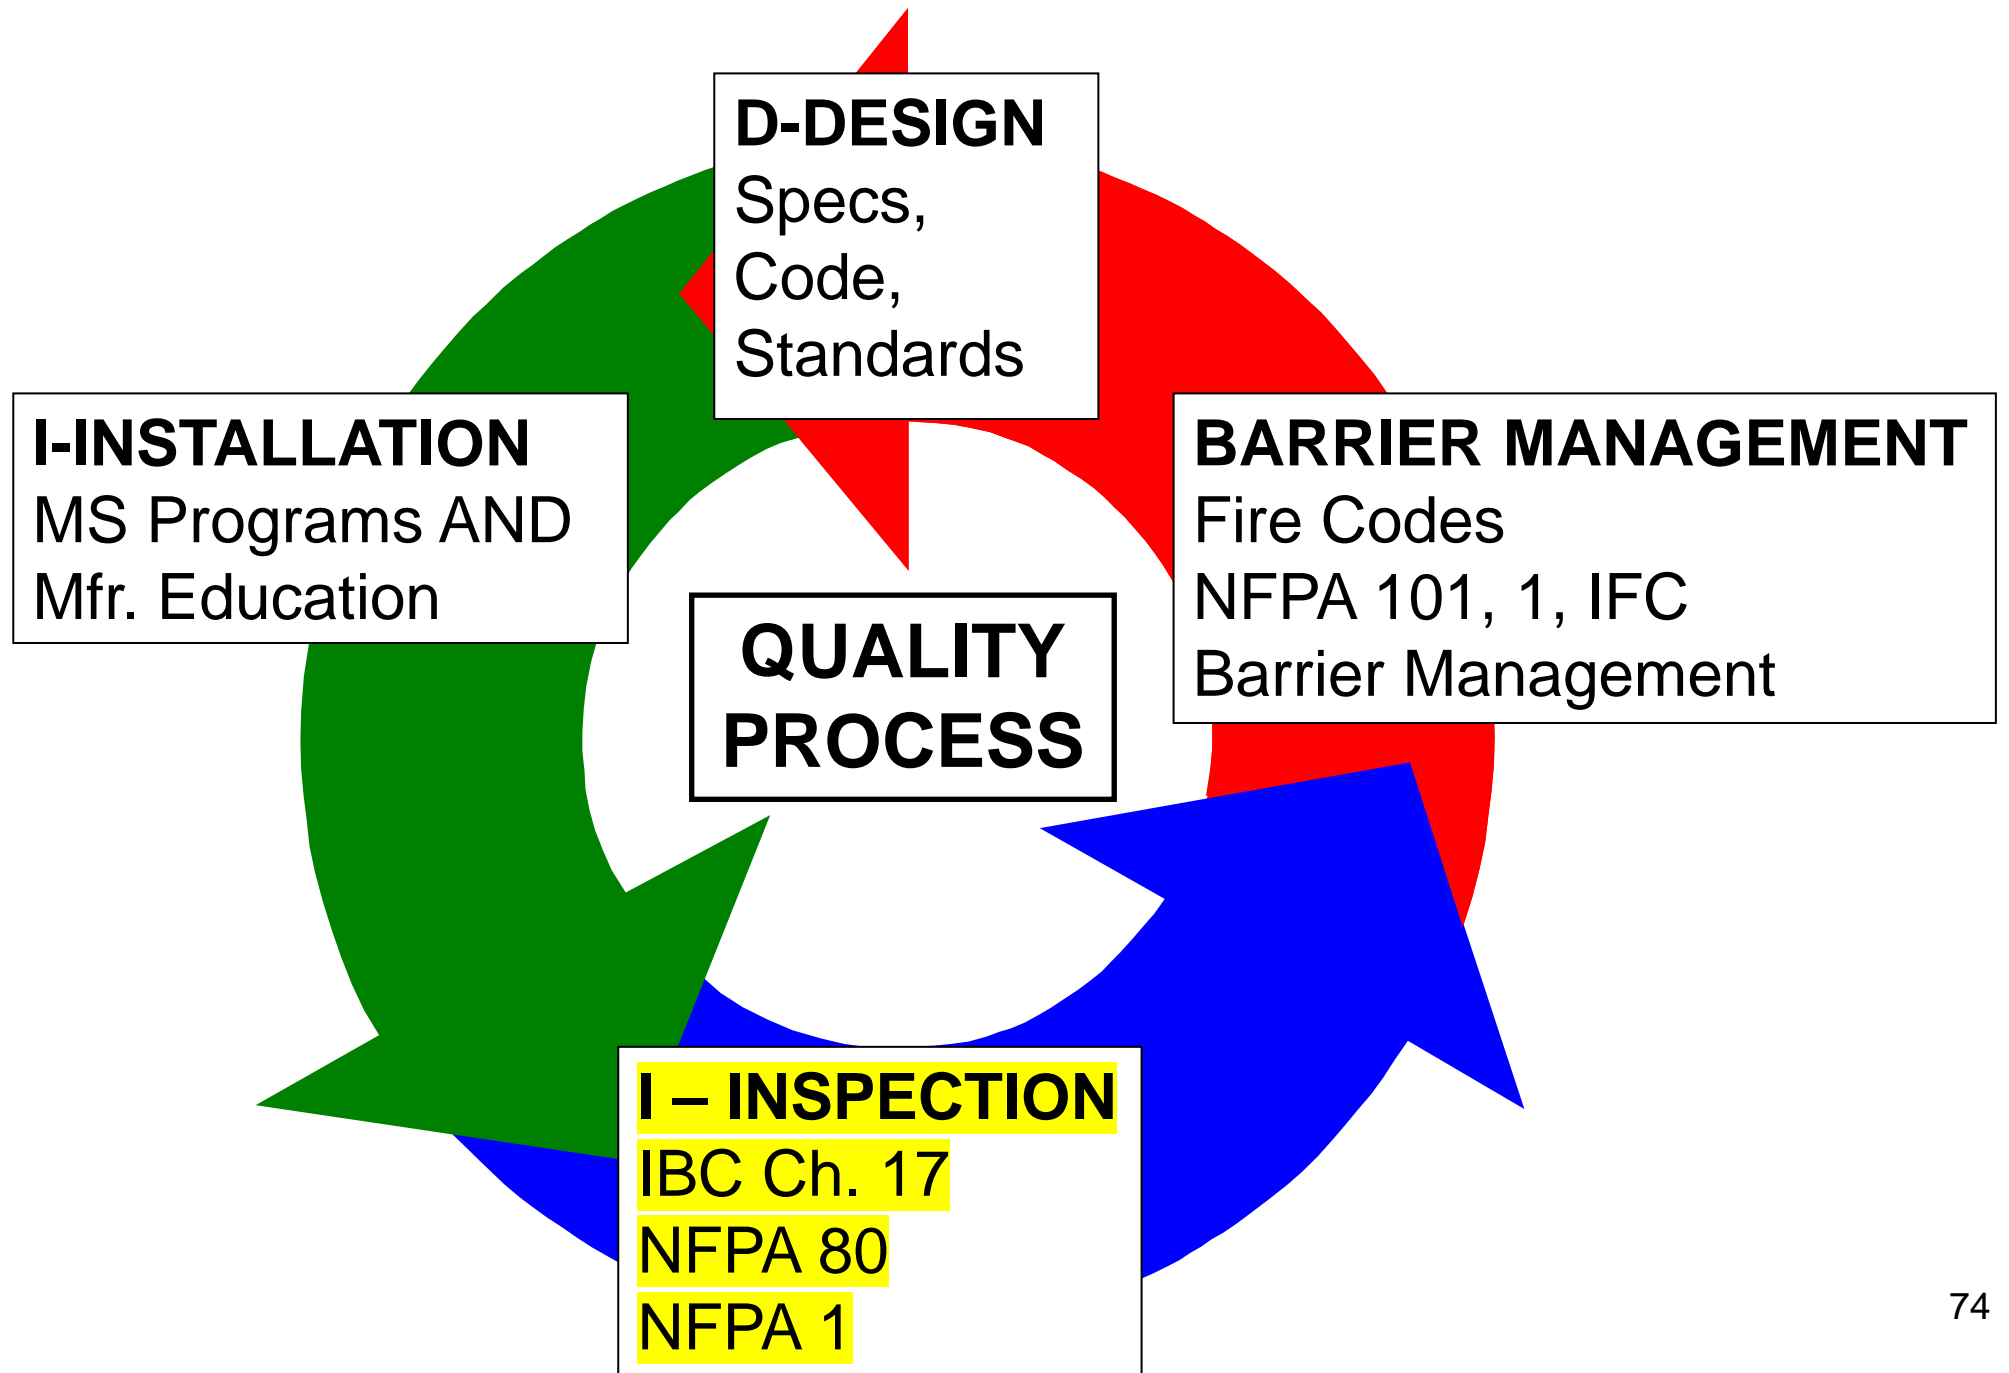 D-DESIGN
Specs,
Code,
Standards
I-INSTALLATION
MS Programs AND
Mfr. Education
BARRIER MANAGEMENT
Fire Codes
NFPA 101, 1, IFC
Barrier Management
QUALITY
PROCESS
I – INSPECTION
IBC Ch. 17
NFPA 80
NFPA 1
74